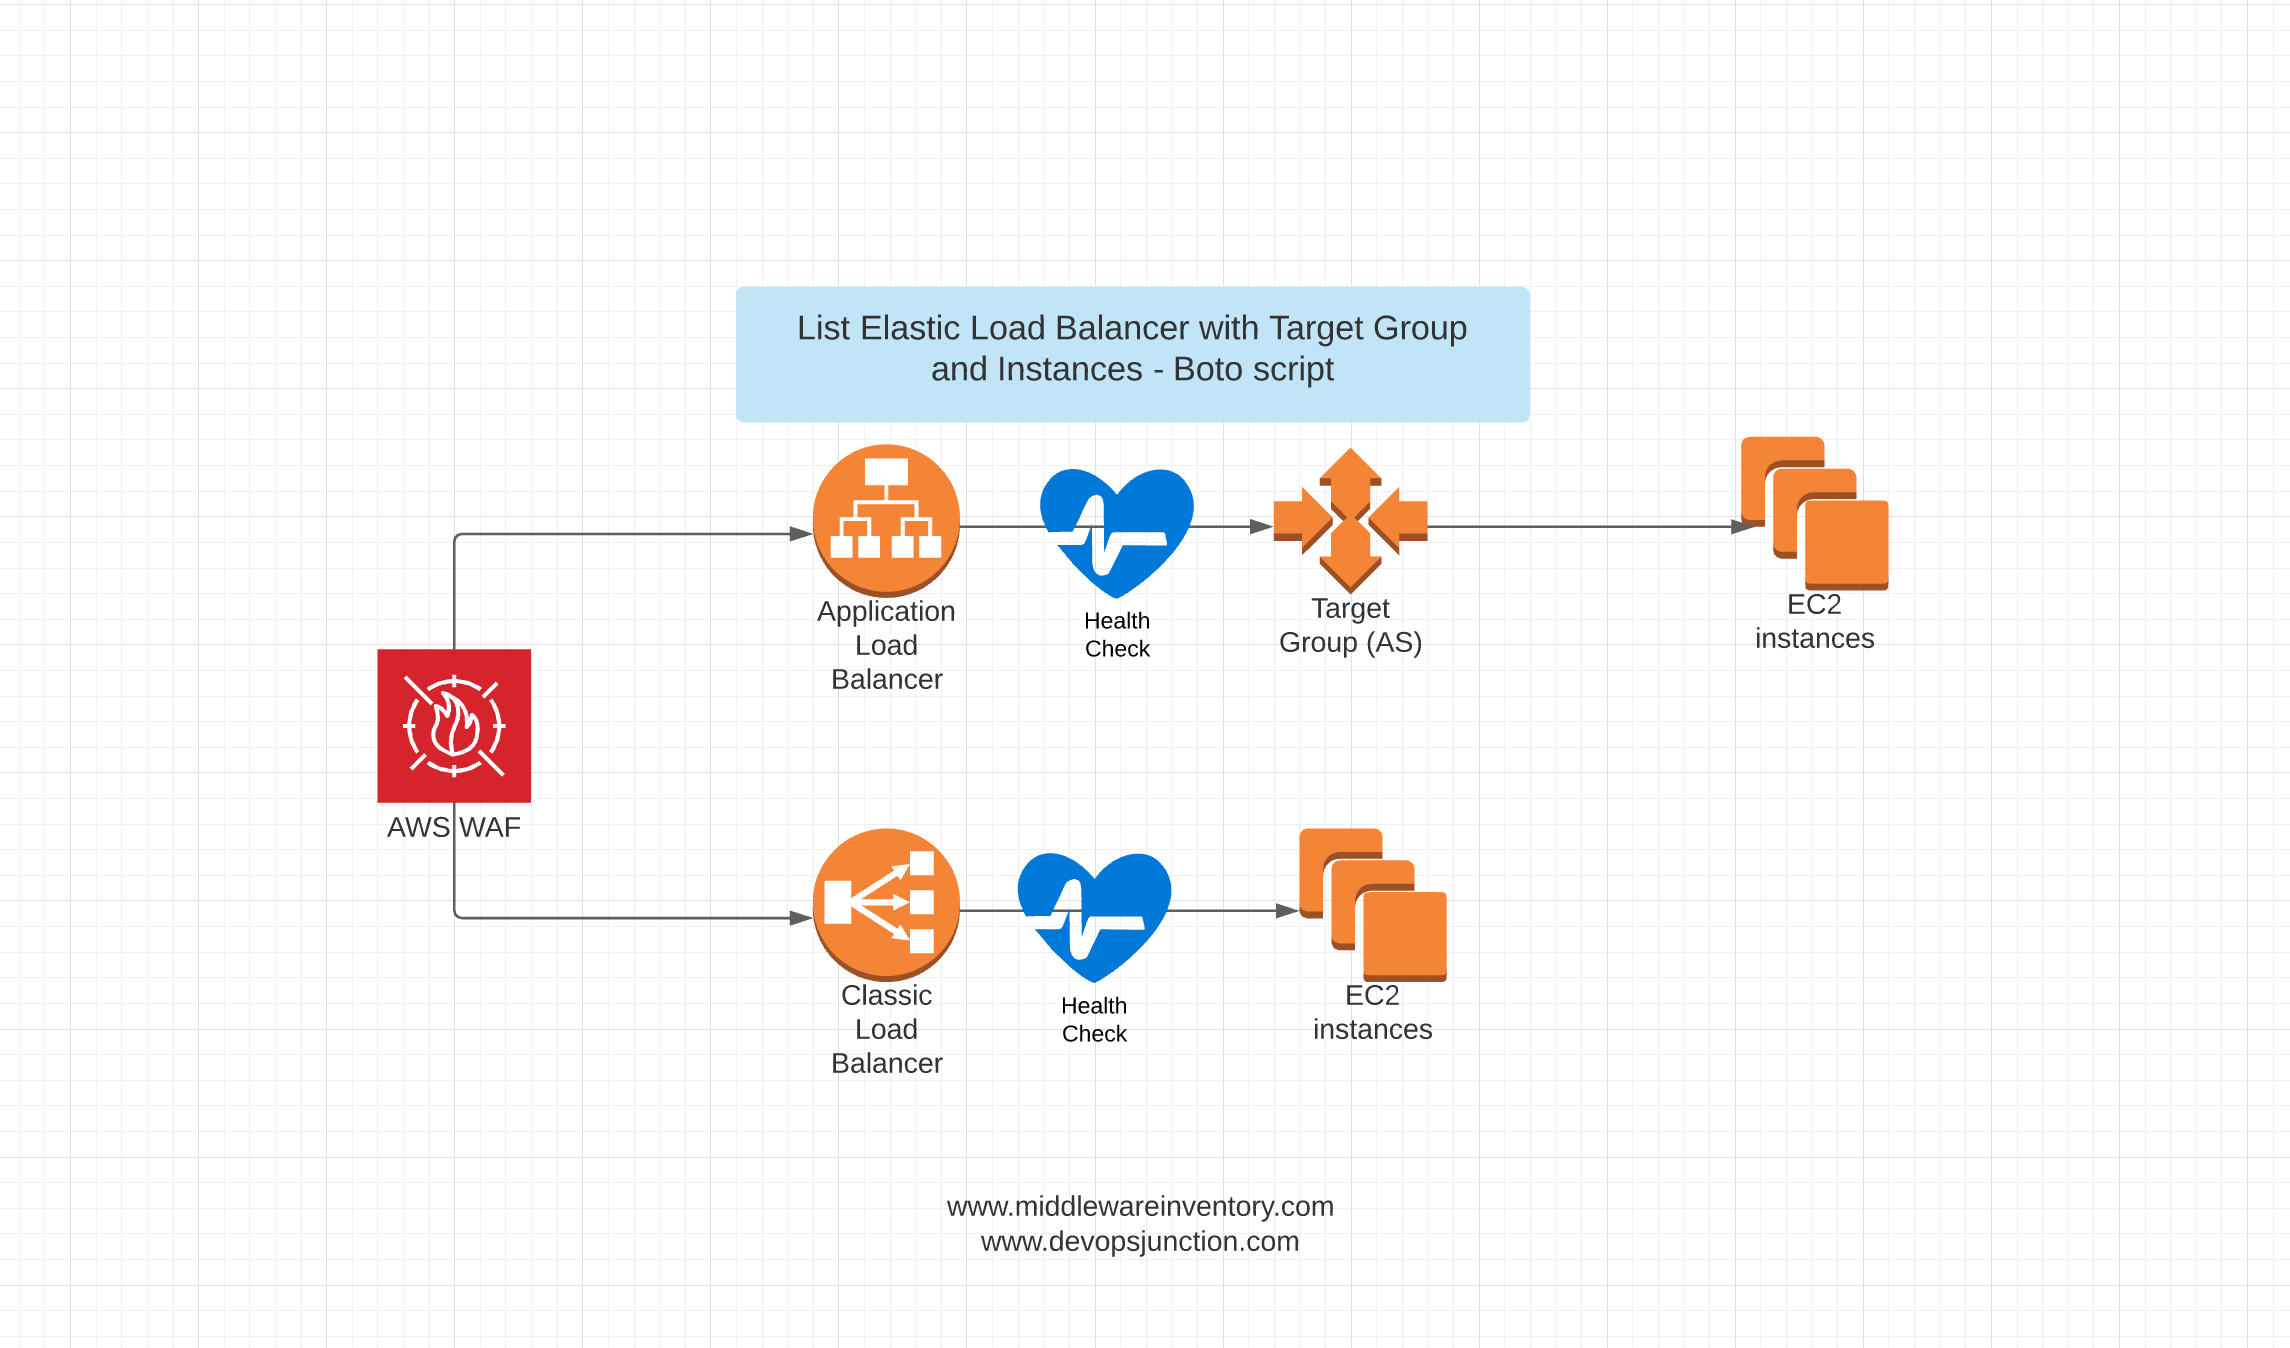 List Elastic Load Balancer with Target Group
and Instances - Boto script
Application
Load
Balancer
Health
Check
Target
Group (AS)
EC2
instances
AWS WAF
Classic
Load
Balancer
Health
Check
EC2
instances
www.middlewareinventory.com
www.devopsjunction.com